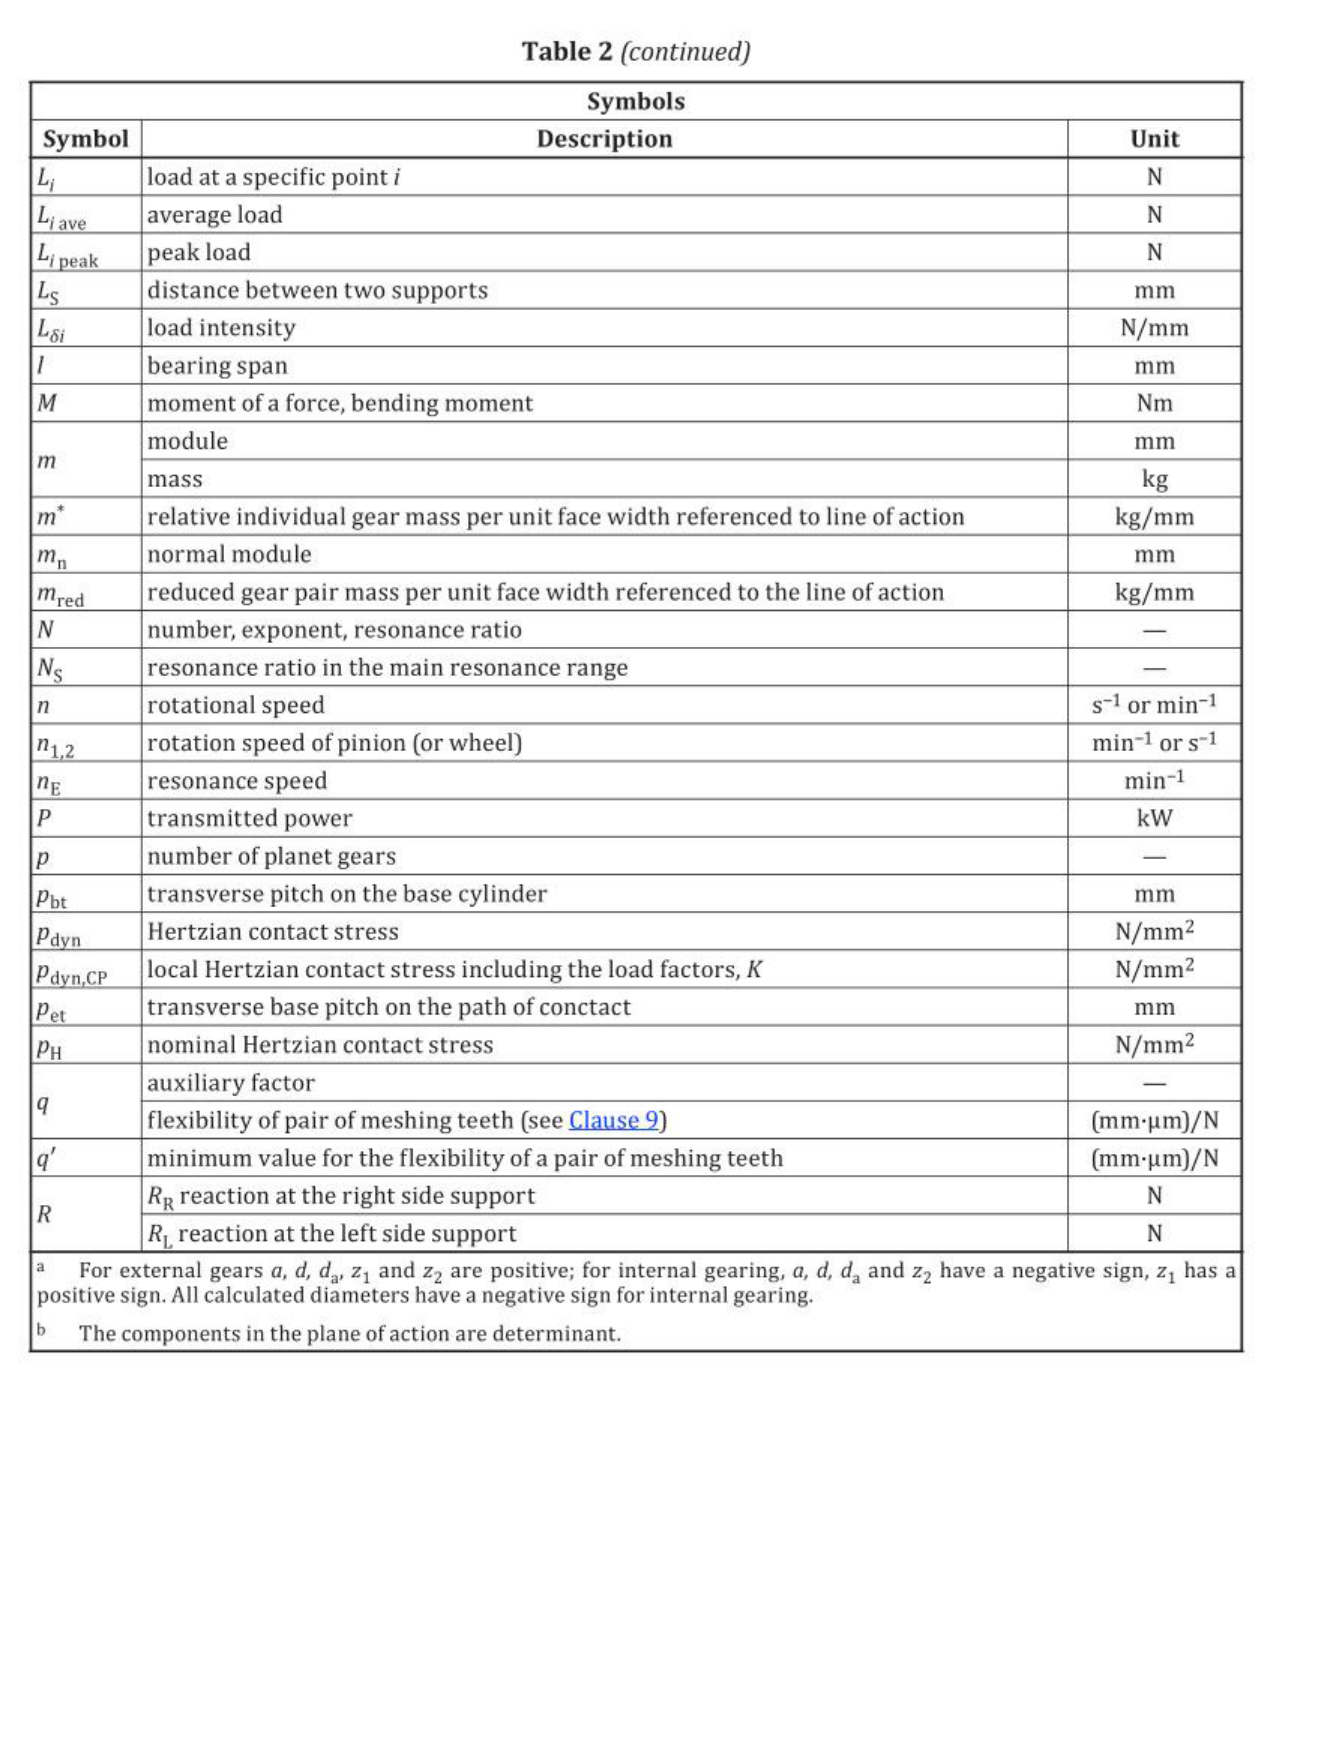 Table 2 (continued)
Symbols
Symbol Description Unit
Li load at a specific point i N
Li ave average load N
Li peak peak load N
LS distance between two supports mm
Lδi load intensity N/mm
l bearing span mm
M moment of a force, bending moment Nm
m module mm
mass kg
m* relative individual gear mass per unit face width referenced to line of action kg/mm
mn normal module mm
mred reduced gear pair mass per unit face width referenced to the line of action kg/mm
N number, exponent, resonance ratio —
NS resonance ratio in the main resonance range —
n rotational speed s⁻¹ or min⁻¹
n1,2 rotation speed of pinion (or wheel) min⁻¹ or s⁻¹
nE resonance speed min⁻¹
P transmitted power kW
p number of planet gears —
pbt transverse pitch on the base cylinder mm
pdyn Hertzian contact stress N/mm²
pdyn,CP local Hertzian contact stress including the load factors, K N/mm²
pet transverse base pitch on the path of conctact mm
pH nominal Hertzian contact stress N/mm²
q auxiliary factor —
flexibility of pair of meshing teeth (see Clause 9) (mm·μm)/N
q′ minimum value for the flexibility of a pair of meshing teeth (mm·μm)/N
R RR reaction at the right side support N
RL reaction at the left side support N
a For external gears a, d, da, z1 and z2 are positive; for internal gearing, a, d, da and z2 have a negative sign, z1 has a
positive sign. All calculated diameters have a negative sign for internal gearing.
b The components in the plane of action are determinant.